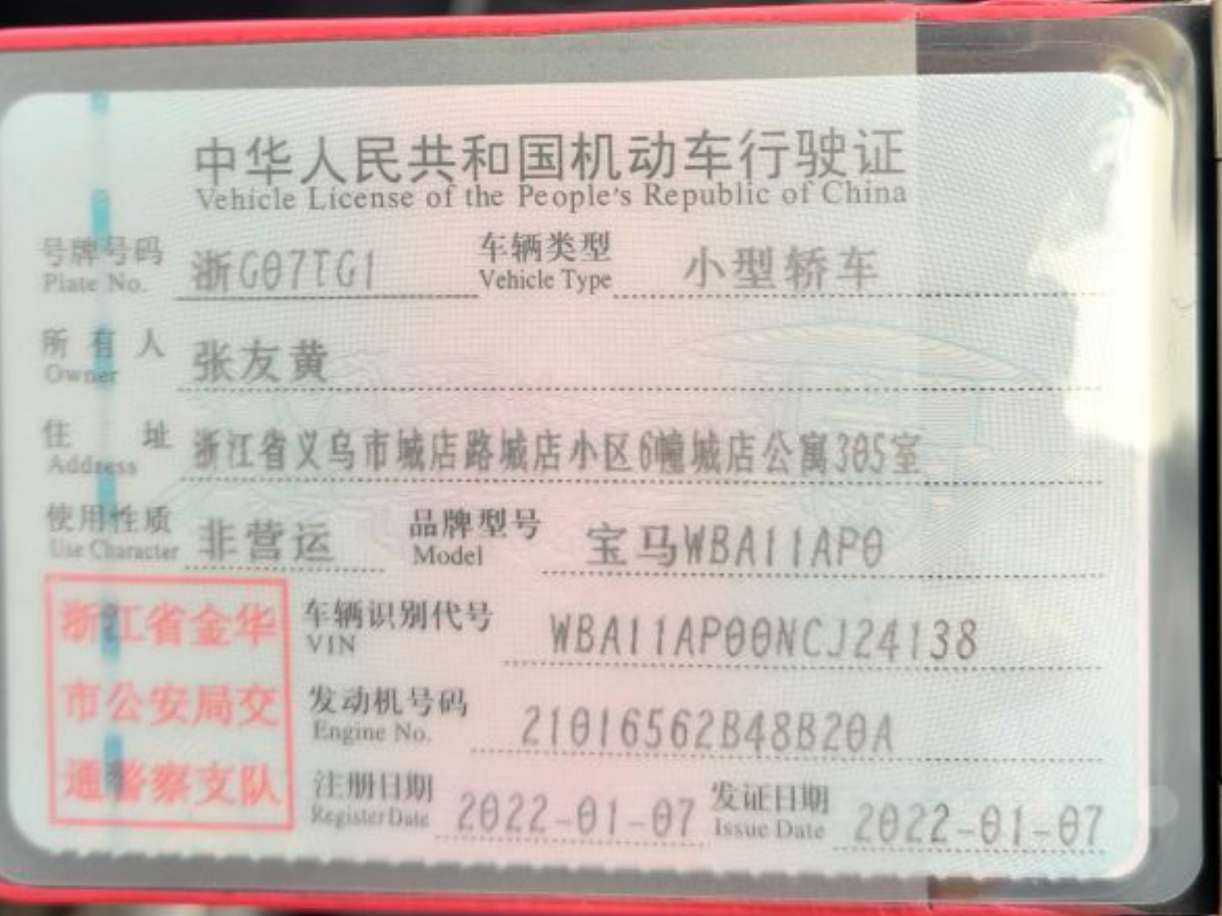 中华人民共和国机动车行驶证
Vehicle License of the People's Republic of China
号牌号码 浙G07TG1 车辆类型 小型轿车
Plate No. Vehicle Type
所有人 张友黄
Owner
住址 浙江省义乌市城店路城店小区6幢城店公寓305室
Address
使用性质 非营运 品牌型号 宝马WBA11AP0
Use Character Model
浙江省金华
市公安局交
通警察支队
车辆识别代号 WBA11AP00NCJ24138
VIN
发动机号码 21016562B48B20A
Engine No.
注册日期 2022-01-07 发证日期 2022-01-07
Register Date Issue Date